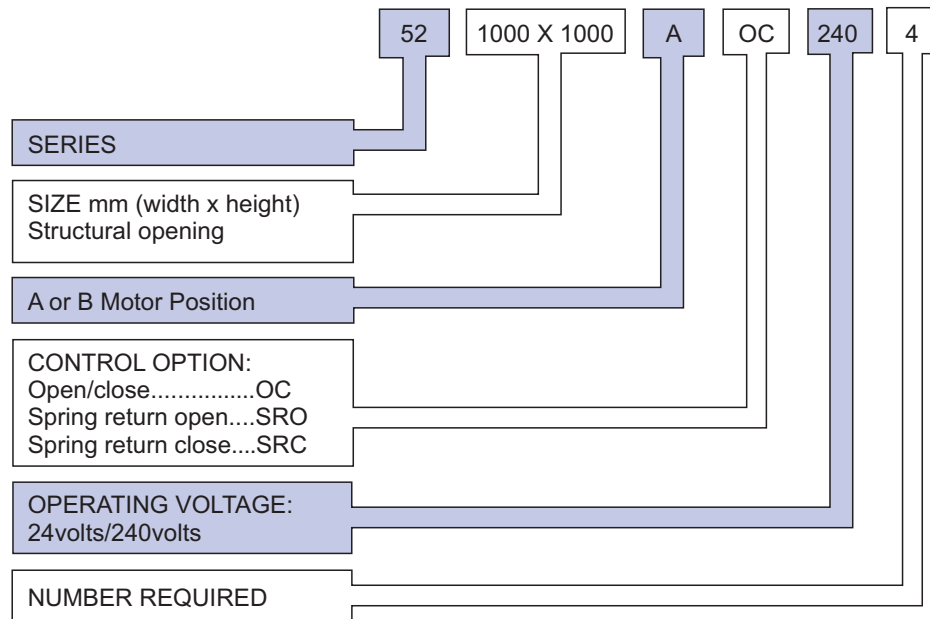 52 1000 X 1000 A OC 240 4
SERIES
SIZE mm (width x height)
Structural opening
A or B Motor Position
CONTROL OPTION:
Open/close................OC
Spring return open....SRO
Spring return close....SRC
OPERATING VOLTAGE:
24volts/240volts
NUMBER REQUIRED